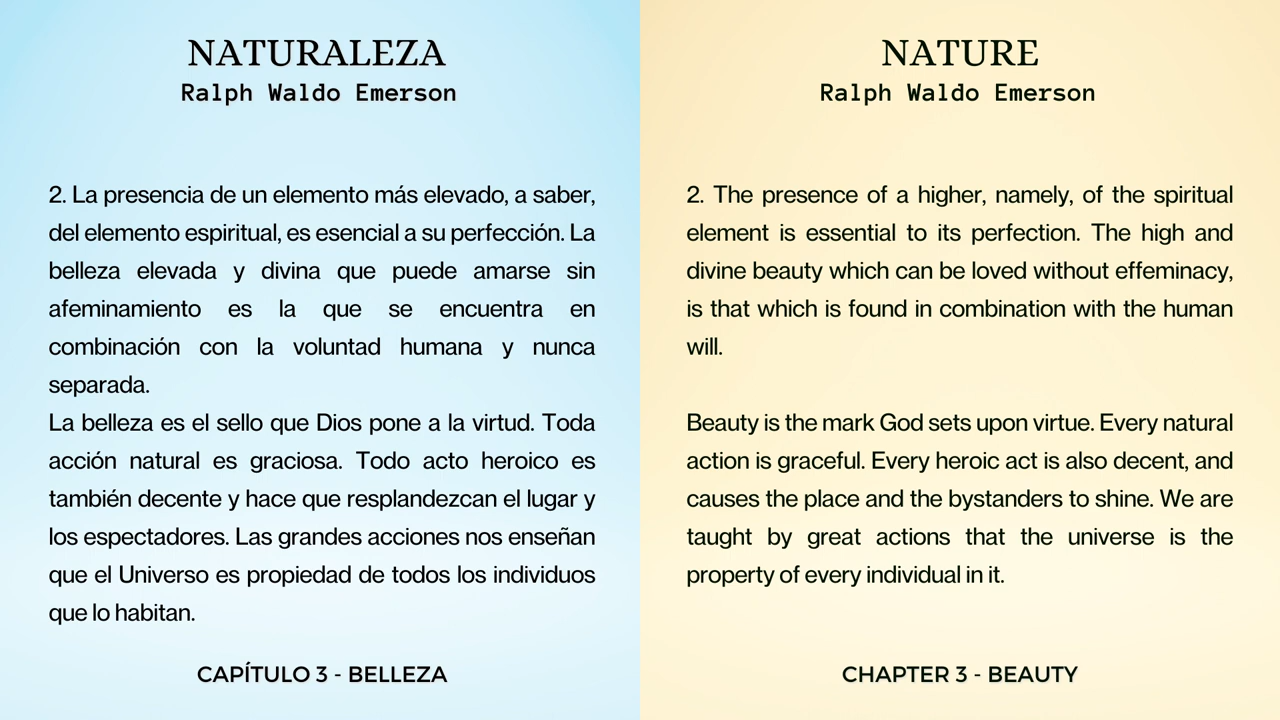 NATURALEZA
Ralph Waldo Emerson
2. La presencia de un elemento más elevado, a saber,
del elemento espiritual, es esencial a su perfección. La
belleza elevada y divina que puede amarse sin
afeminamiento es la que se encuentra en
combinación con la voluntad humana y nunca
separada.
La belleza es el sello que Dios pone a la virtud. Toda
acción natural es graciosa. Todo acto heroico es
también decente y hace que resplandezcan el lugar y
los espectadores. Las grandes acciones nos enseñan
que el Universo es propiedad de todos los individuos
que lo habitan.
CAPÍTULO 3 - BELLEZA
NATURE
Ralph Waldo Emerson
2. The presence of a higher, namely, of the spiritual
element is essential to its perfection. The high and
divine beauty which can be loved without effeminacy,
is that which is found in combination with the human
will.
Beauty is the mark God sets upon virtue. Every natural
action is graceful. Every heroic act is also decent, and
causes the place and the bystanders to shine. We are
taught by great actions that the universe is the
property of every individual in it.
CHAPTER 3 - BEAUTY